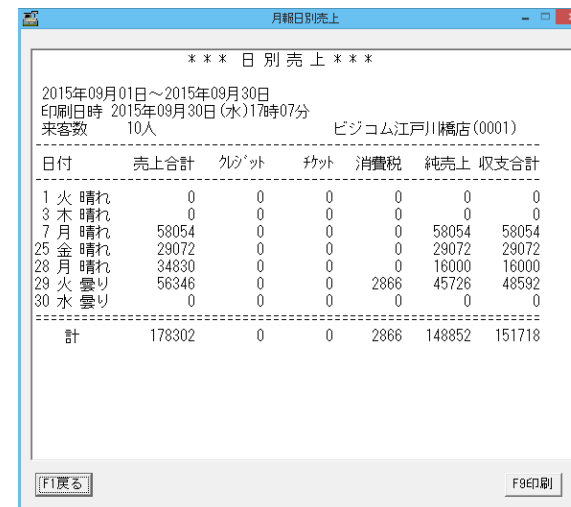 月報日別売上
＊＊＊ 日 別 売 上 ＊＊＊
2015年09月01日～2015年09月30日
印刷日時 2015年09月30日(水)17時07分
来客数 10人 ビジコム江戸川橋店(0001)
日付 売上合計 ｸﾚｼﾞｯﾄ ﾁｹｯﾄ 消費税 純売上 収支合計
1 火 晴れ 0 0 0 0 0 0
3 木 晴れ 0 0 0 0 0 0
7 月 晴れ 58054 0 0 0 58054 58054
25 金 晴れ 29072 0 0 0 29072 29072
28 月 晴れ 34830 0 0 0 16000 16000
29 火 曇り 56346 0 0 2866 45726 48592
30 水 曇り 0 0 0 0 0 0
計 178302 0 0 2866 148852 151718
F1戻る F9印刷